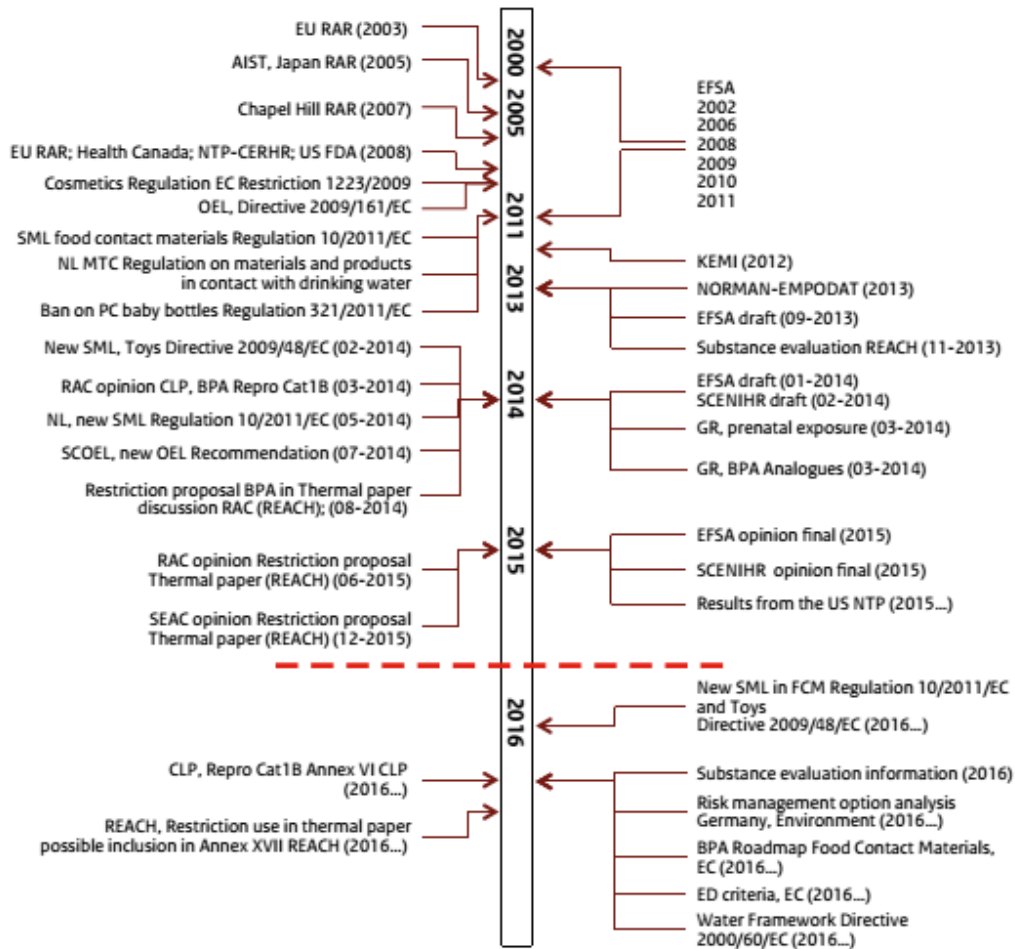 EU RAR (2003)
AIST, Japan RAR (2005)
Chapel Hill RAR (2007)
EU RAR; Health Canada; NTP-CERHR; US FDA (2008)
Cosmetics Regulation EC Restriction 1223/2009
OEL, Directive 2009/161/EC
SML food contact materials Regulation 10/2011/EC
NL MTC Regulation on materials and products
in contact with drinking water
Ban on PC baby bottles Regulation 321/2011/EC
New SML, Toys Directive 2009/48/EC (02-2014)
RAC opinion CLP, BPA Repro Cat1B (03-2014)
NL, new SML Regulation 10/2011/EC (05-2014)
SCOEL, new OEL Recommendation (07-2014)
Restriction proposal BPA in Thermal paper
discussion RAC (REACH); (08-2014)
RAC opinion Restriction proposal
Thermal paper (REACH) (06-2015)
SEAC opinion Restriction proposal
Thermal paper (REACH) (12-2015)
CLP, Repro Cat1B Annex VI CLP
(2016...)
REACH, Restriction use in thermal paper
possible inclusion in Annex XVII REACH (2016...)
2000
2005
2011
2013
2014
2015
2016
EFSA
2002
2006
2008
2009
2010
2011
KEMI (2012)
NORMAN-EMPODAT (2013)
EFSA draft (09-2013)
Substance evaluation REACH (11-2013)
EFSA draft (01-2014)
SCENIHR draft (02-2014)
GR, prenatal exposure (03-2014)
GR, BPA Analogues (03-2014)
EFSA opinion final (2015)
SCENIHR opinion final (2015)
Results from the US NTP (2015...)
New SML in FCM Regulation 10/2011/EC
and Toys
Directive 2009/48/EC (2016...)
Substance evaluation information (2016)
Risk management option analysis
Germany, Environment (2016...)
BPA Roadmap Food Contact Materials,
EC (2016...)
ED criteria, EC (2016...)
Water Framework Directive
2000/60/EC (2016...)